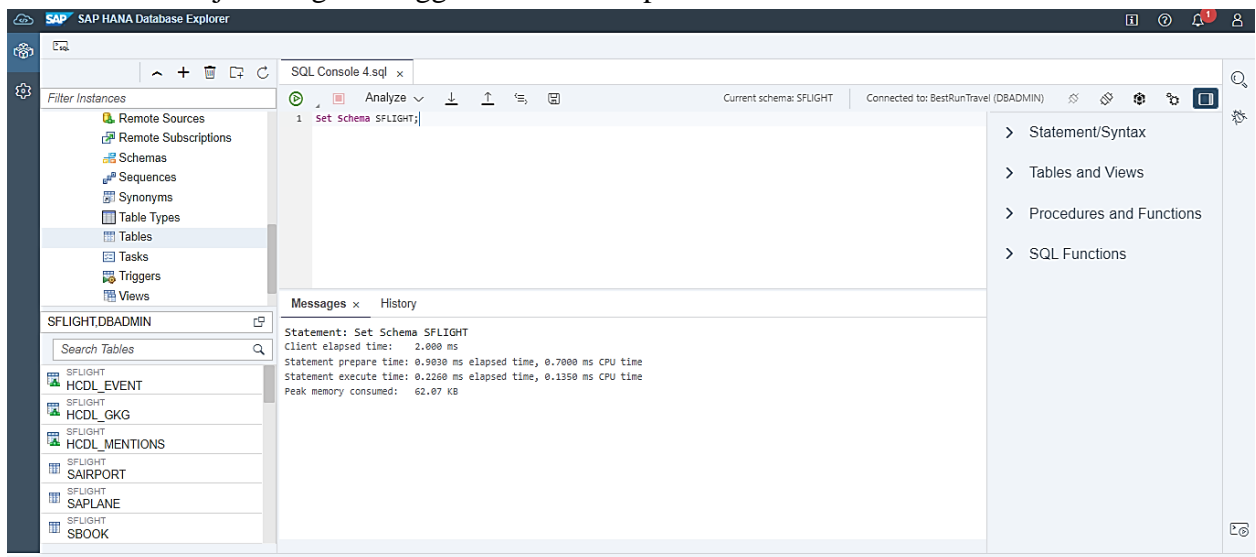 SAP SAP HANA Database Explorer
1
SQL Console 4.sql ×
Filter Instances
Analyze
Current schema: SFLIGHT
Connected to: BestRunTravel (DBADMIN)
Remote Sources
Remote Subscriptions
Schemas
Sequences
Synonyms
Table Types
Tables
Tasks
Triggers
Views
1 Set Schema SFLIGHT;
Statement/Syntax
Tables and Views
Procedures and Functions
SQL Functions
SFLIGHT,DBADMIN
Search Tables
SFLIGHT
HCDL_EVENT
SFLIGHT
HCDL_GKG
SFLIGHT
HCDL_MENTIONS
SFLIGHT
SAIRPORT
SFLIGHT
SAPLANE
SFLIGHT
SBOOK
Messages × History
Statement: Set Schema SFLIGHT
Client elapsed time: 2.000 ms
Statement prepare time: 0.9030 ms elapsed time, 0.7000 ms CPU time
Statement execute time: 0.2260 ms elapsed time, 0.1350 ms CPU time
Peak memory consumed: 62.07 KB